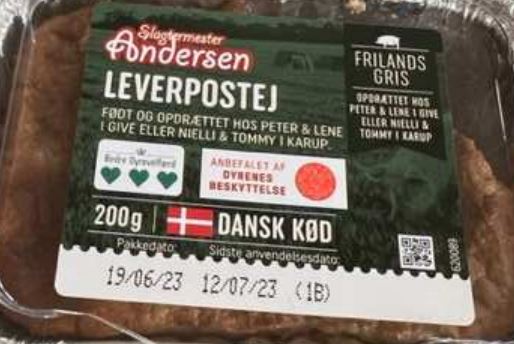 Slagtermester
Andersen
LEVERPOSTEJ
FØDT OG OPDRÆTTET HOS PETER & LENE
I GIVE ELLER NIELLI & TOMMY I KARUP.
Bedre Dyrevelfærd
ANBEFALET AF
DYRENES
BESKYTTELSE
200g
DANSK KØD
Pakkedato:
Sidste anvendelsesdato:
19/06/23 12/07/23 (1B)
FRILANDS
GRIS
OPDRÆTTET HOS
PETER & LENE I GIVE
ELLER NIELLI &
TOMMY I KARUP